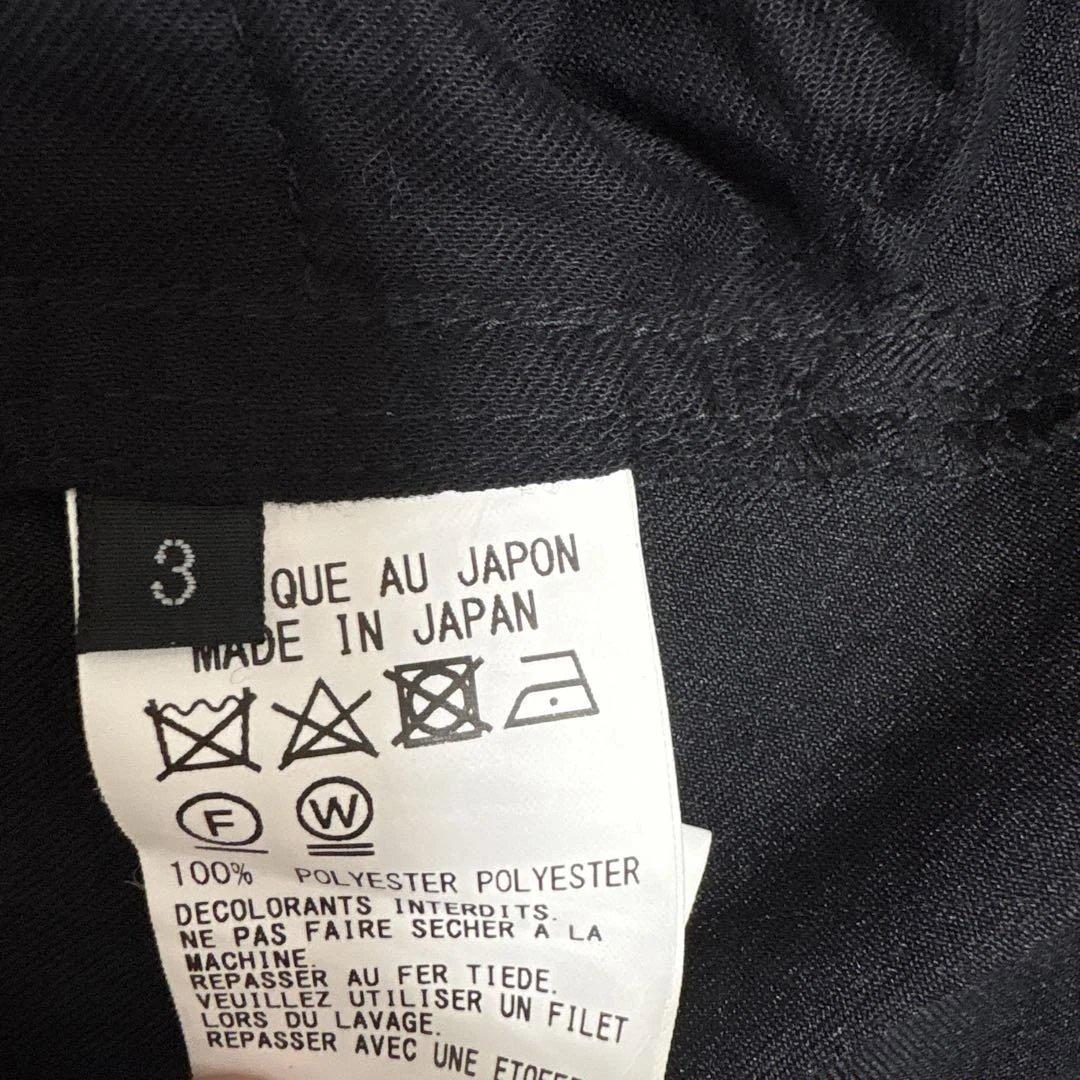 3
QUE AU JAPON
MADE IN JAPAN
F W
100% POLYESTER POLYESTER
DECOLORANTS INTERDITS.
NE PAS FAIRE SECHER A LA
MACHINE.
REPASSER AU FER TIEDE.
VEUILLEZ UTILISER UN FILET
LORS DU LAVAGE.
REPASSER AVEC UNE